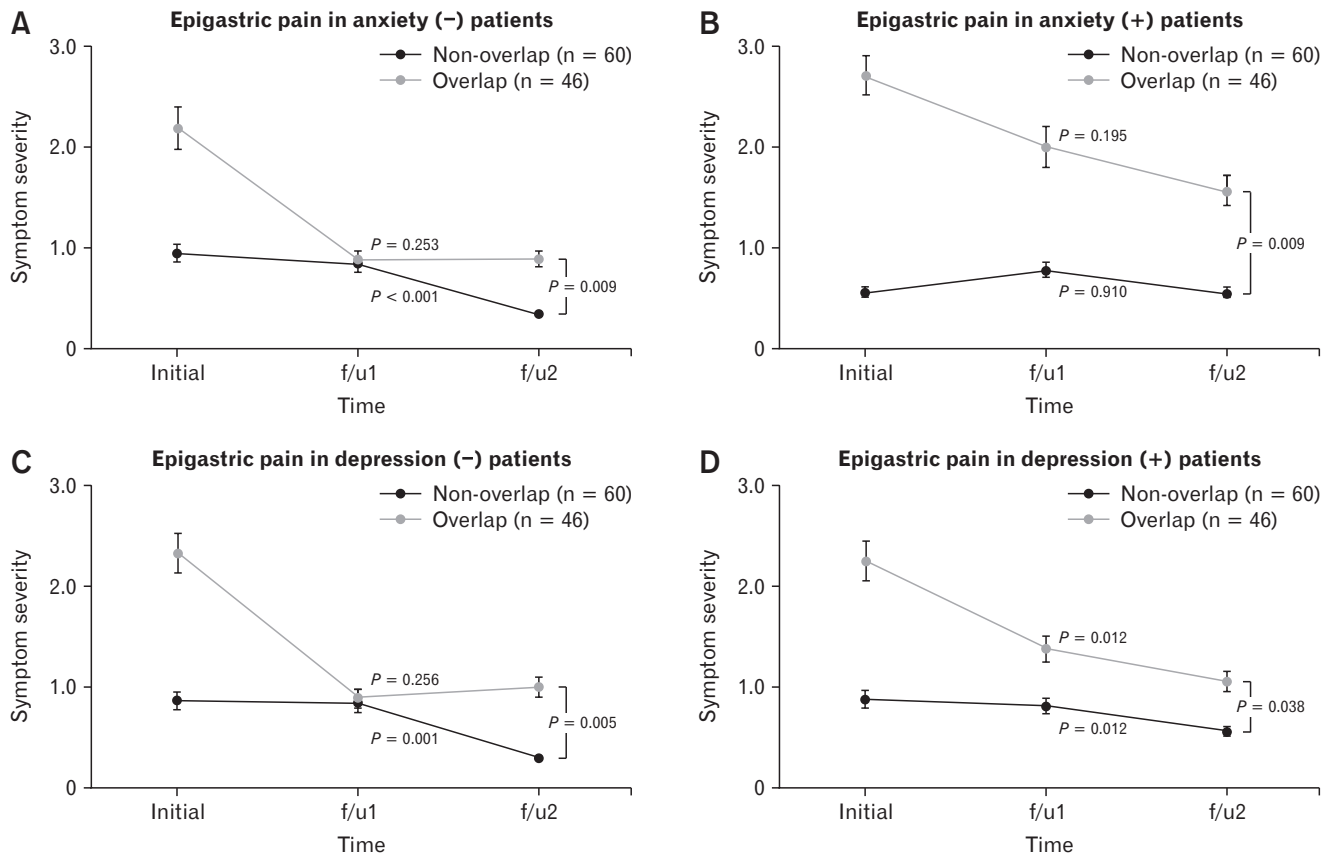 A
Epigastric pain in anxiety (−) patients
3.0
2.0
1.0
0
Symptom severity
Non-overlap (n = 60)
Overlap (n = 46)
P = 0.253
P < 0.001
P = 0.009
Initial
f/u1
f/u2
Time
B
Epigastric pain in anxiety (+) patients
3.0
2.0
1.0
0
Symptom severity
Non-overlap (n = 60)
Overlap (n = 46)
P = 0.195
P = 0.910
P = 0.009
Initial
f/u1
f/u2
Time
C
Epigastric pain in depression (−) patients
3.0
2.0
1.0
0
Symptom severity
Non-overlap (n = 60)
Overlap (n = 46)
P = 0.256
P = 0.001
P = 0.005
Initial
f/u1
f/u2
Time
D
Epigastric pain in depression (+) patients
3.0
2.0
1.0
0
Symptom severity
Non-overlap (n = 60)
Overlap (n = 46)
P = 0.012
P = 0.012
P = 0.038
Initial
f/u1
f/u2
Time